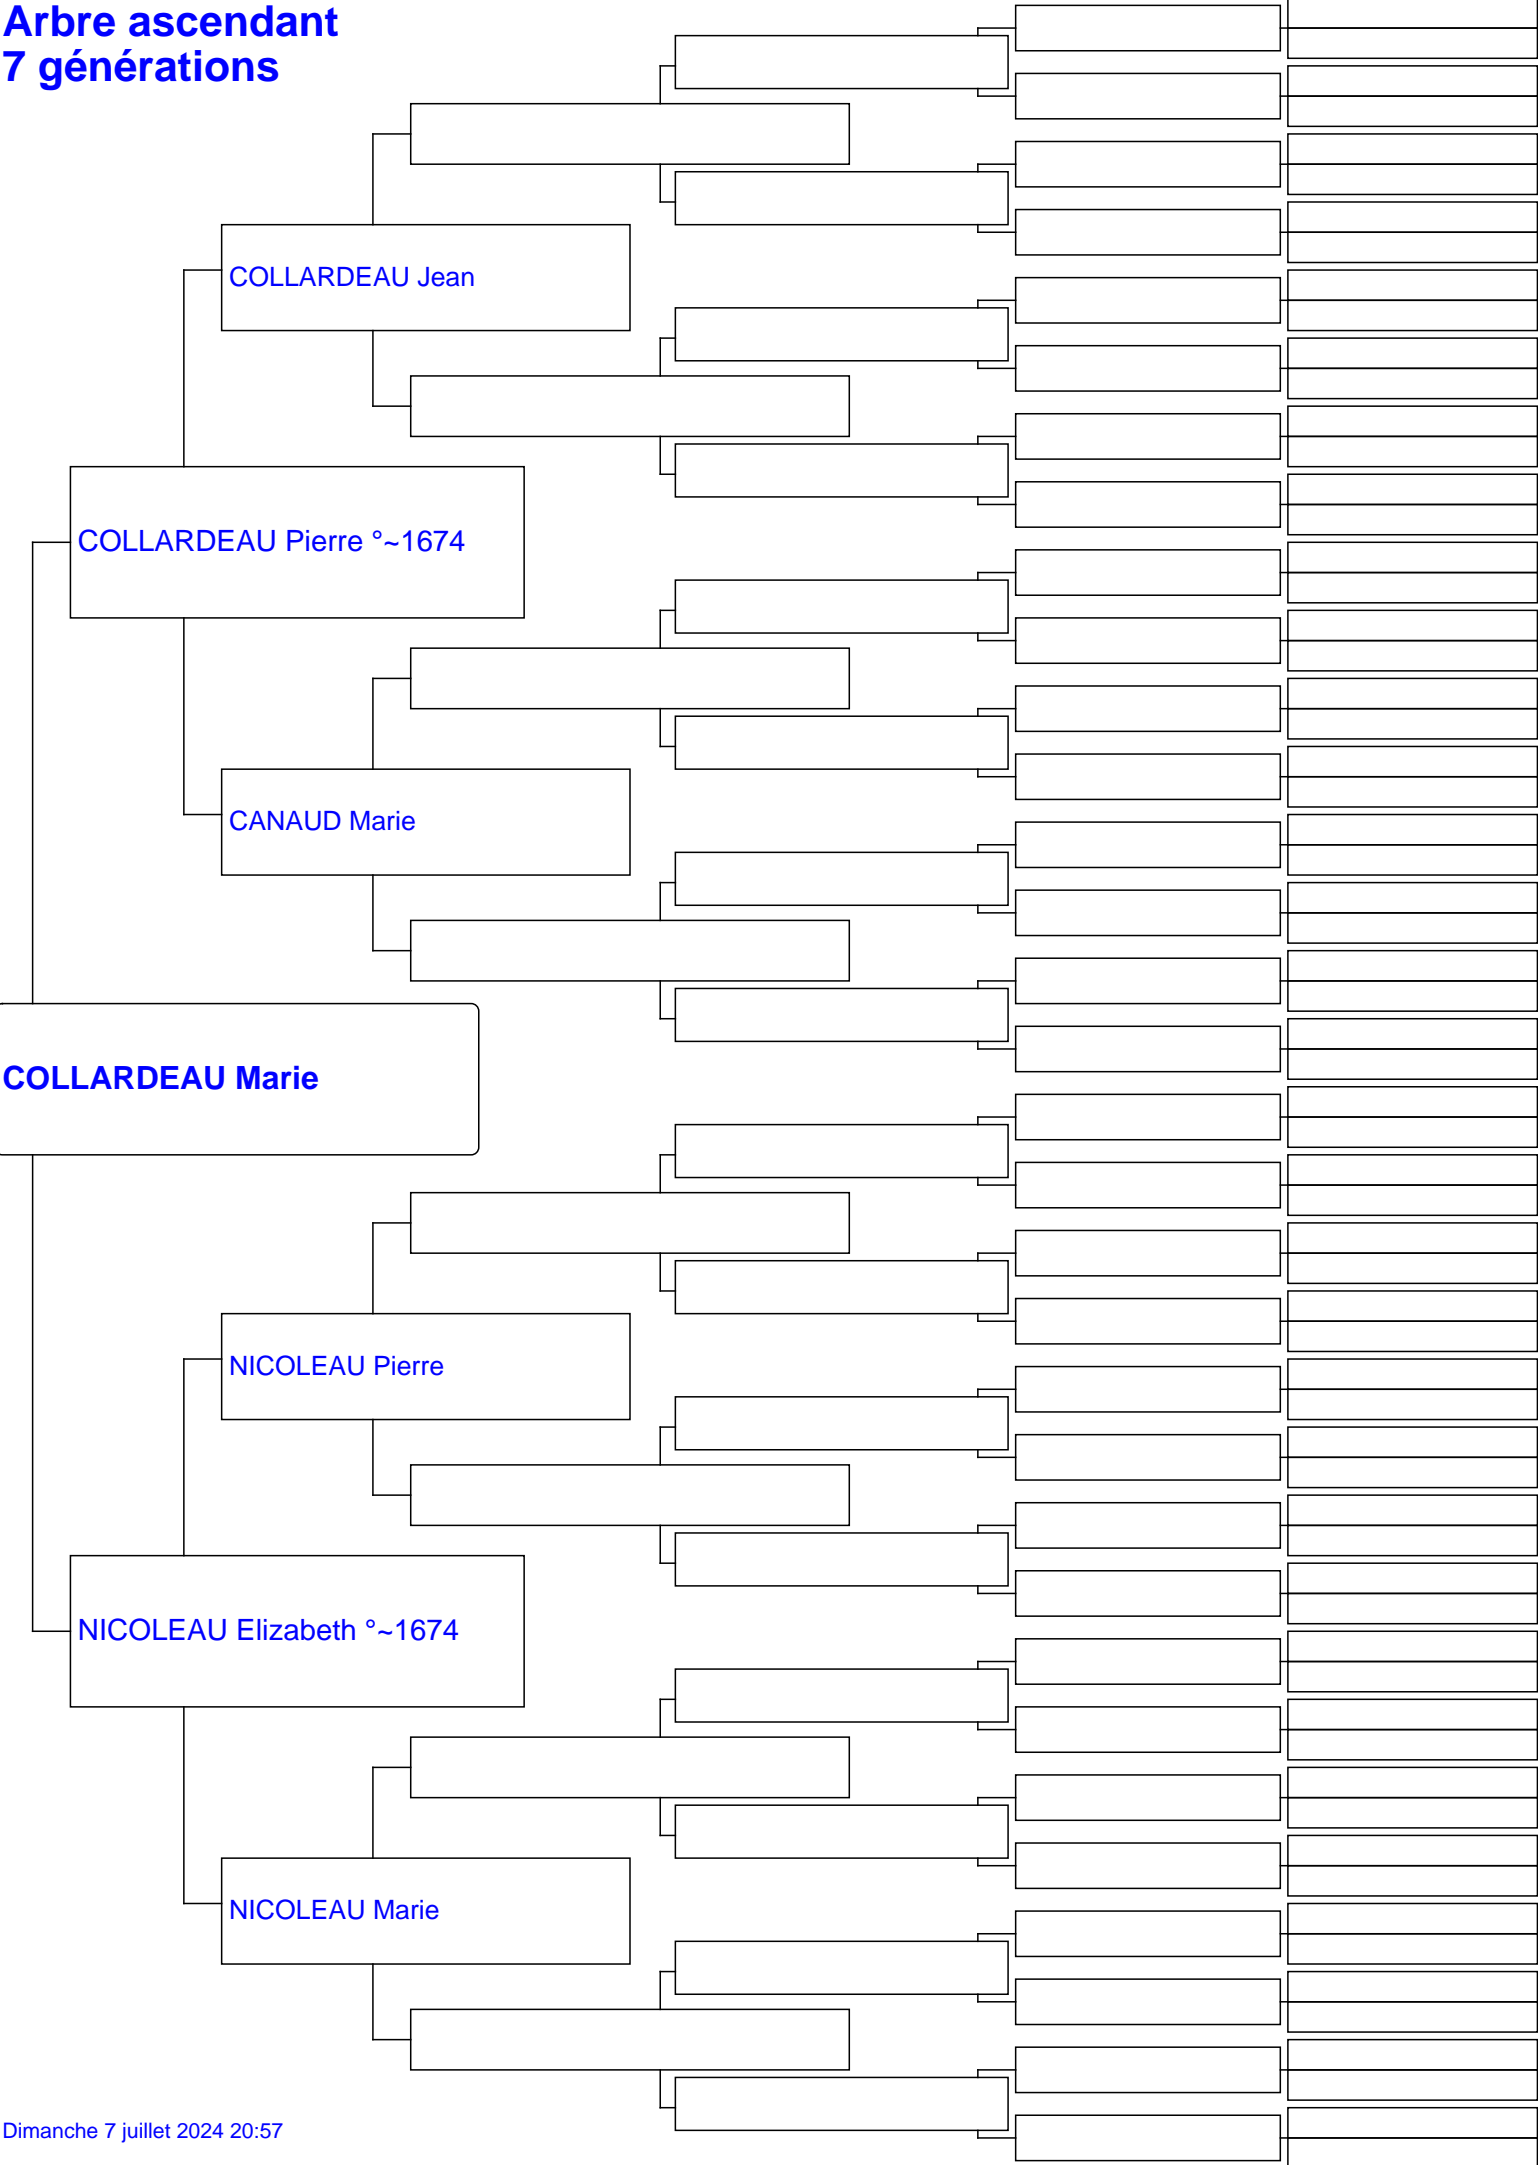 Arbre ascendant
7 générations
COLLARDEAU Jean
COLLARDEAU Pierre °~1674
CANAUD Marie
COLLARDEAU Marie
NICOLEAU Pierre
NICOLEAU Elizabeth °~1674
NICOLEAU Marie
Dimanche 7 juillet 2024 20:57